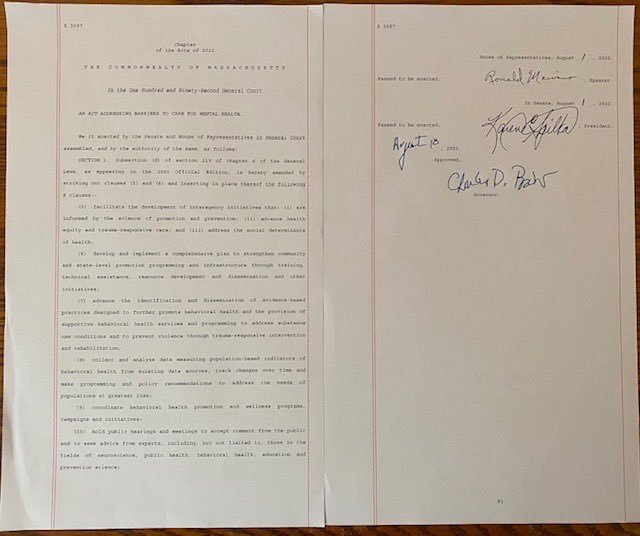 S 3097
Chapter
of the Acts of 2022
THE COMMONWEALTH OF MASSACHUSETTS
In the One Hundred and Ninety-Second General Court
AN ACT ADDRESSING BARRIERS TO CARE FOR MENTAL HEALTH.
Be it enacted by the Senate and House of Representatives in General Court
assembled, and by the authority of the same, as follows:
SECTION 1. Subsection (d) of section 219 of chapter 6 of the General
Laws, as appearing in the 2020 Official Edition, is hereby amended by
striking out clauses (5) and (6) and inserting in place thereof the following
8 clauses:-
(5) facilitate the development of interagency initiatives that: (i) are
informed by the science of promotion and prevention; (ii) advance health
equity and trauma-responsive care; and (iii) address the social determinants
of health;
(6) develop and implement a comprehensive plan to strengthen community
and state-level promotion programming and infrastructure through training,
technical assistance, resource development and dissemination and other
initiatives;
(7) advance the identification and dissemination of evidence-based
practices designed to further promote behavioral health and the provision
of supportive behavioral health services and programming to address substance
use conditions and to prevent violence through trauma-responsive intervention
and rehabilitation;
(8) collect and analyze data measuring population-based indicators of
behavioral health from existing data sources, track changes over time and
make programming and policy recommendations to address the needs of
populations at greatest risk;
(9) coordinate behavioral health promotion and wellness programs,
campaigns and initiatives;
(10) hold public hearings and meetings to accept comment from the public
and to seek advice from experts, including, but not limited to, those in the
fields of neuroscience, public health, behavioral health, education and
prevention science;
S 3097
House of Representatives, August 1, 2022.
Passed to be enacted, Ronald Mariano, Speaker.
In Senate, August 1, 2022.
Passed to be enacted, Karen E. Spilka, President.
August 10, 2022.
Approved,
Charles D. Baker
Governor.
81